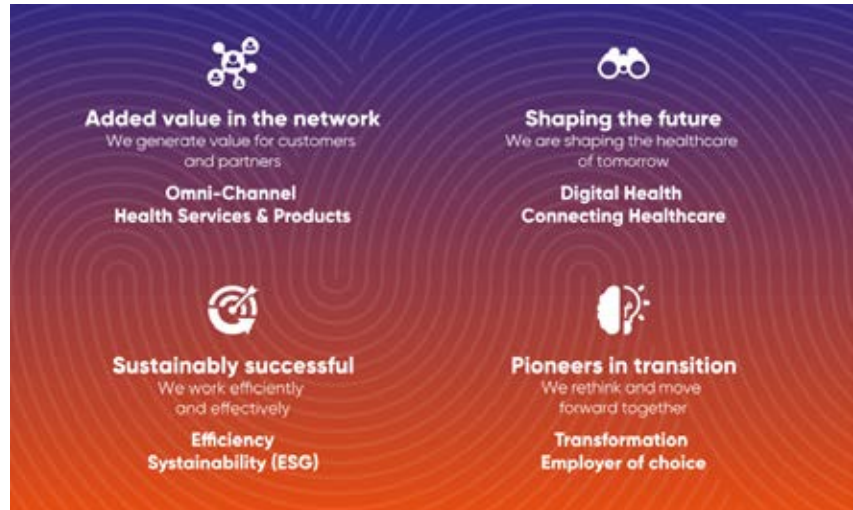 Added value in the network
We generate value for customers
and partners
Omni-Channel
Health Services & Products
Shaping the future
We are shaping the healthcare
of tomorrow
Digital Health
Connecting Healthcare
Sustainably successful
We work efficiently
and effectively
Efficiency
Systainability (ESG)
Pioneers in transition
We rethink and move
forward together
Transformation
Employer of choice